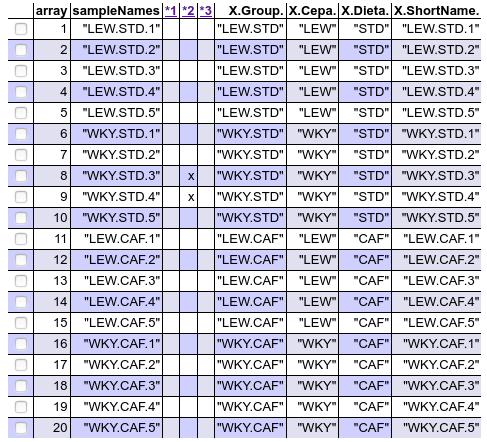 array sampleNames *1 *2 *3 X.Group. X.Cepa. X.Dieta. X.ShortName.
1 "LEW.STD.1" "LEW.STD" "LEW" "STD" "LEW.STD.1"
2 "LEW.STD.2" "LEW.STD" "LEW" "STD" "LEW.STD.2"
3 "LEW.STD.3" "LEW.STD" "LEW" "STD" "LEW.STD.3"
4 "LEW.STD.4" "LEW.STD" "LEW" "STD" "LEW.STD.4"
5 "LEW.STD.5" "LEW.STD" "LEW" "STD" "LEW.STD.5"
6 "WKY.STD.1" "WKY.STD" "WKY" "STD" "WKY.STD.1"
7 "WKY.STD.2" "WKY.STD" "WKY" "STD" "WKY.STD.2"
8 "WKY.STD.3" x "WKY.STD" "WKY" "STD" "WKY.STD.3"
9 "WKY.STD.4" x "WKY.STD" "WKY" "STD" "WKY.STD.4"
10 "WKY.STD.5" "WKY.STD" "WKY" "STD" "WKY.STD.5"
11 "LEW.CAF.1" "LEW.CAF" "LEW" "CAF" "LEW.CAF.1"
12 "LEW.CAF.2" "LEW.CAF" "LEW" "CAF" "LEW.CAF.2"
13 "LEW.CAF.3" "LEW.CAF" "LEW" "CAF" "LEW.CAF.3"
14 "LEW.CAF.4" "LEW.CAF" "LEW" "CAF" "LEW.CAF.4"
15 "LEW.CAF.5" "LEW.CAF" "LEW" "CAF" "LEW.CAF.5"
16 "WKY.CAF.1" "WKY.CAF" "WKY" "CAF" "WKY.CAF.1"
17 "WKY.CAF.2" "WKY.CAF" "WKY" "CAF" "WKY.CAF.2"
18 "WKY.CAF.3" "WKY.CAF" "WKY" "CAF" "WKY.CAF.3"
19 "WKY.CAF.4" "WKY.CAF" "WKY" "CAF" "WKY.CAF.4"
20 "WKY.CAF.5" "WKY.CAF" "WKY" "CAF" "WKY.CAF.5"